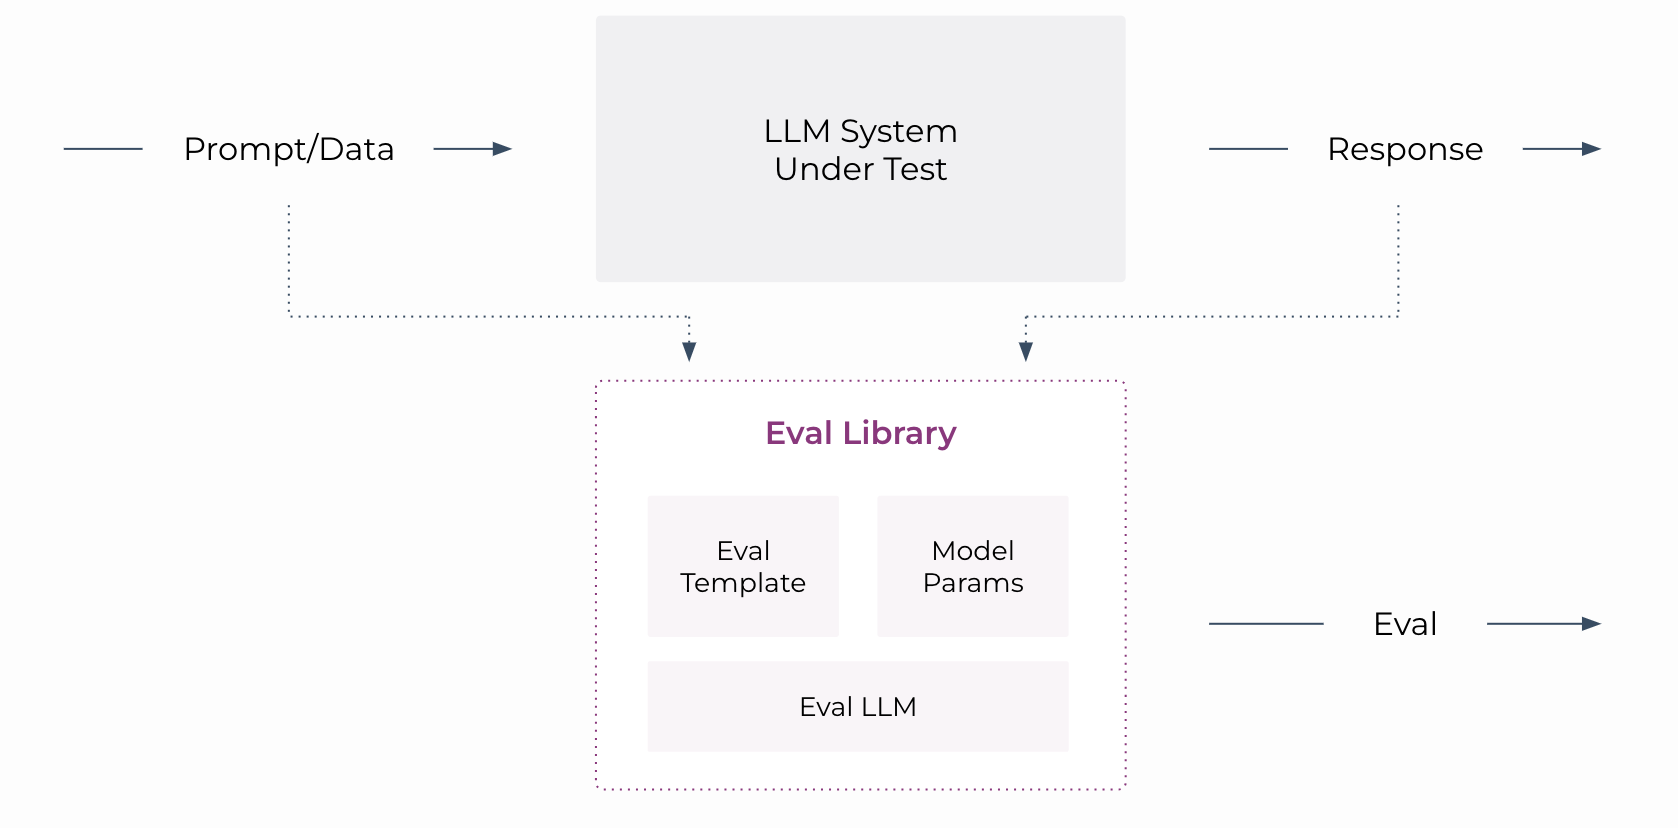 Prompt/Data
LLM System
Under Test
Response
Eval Library
Eval
Template
Model
Params
Eval LLM
Eval